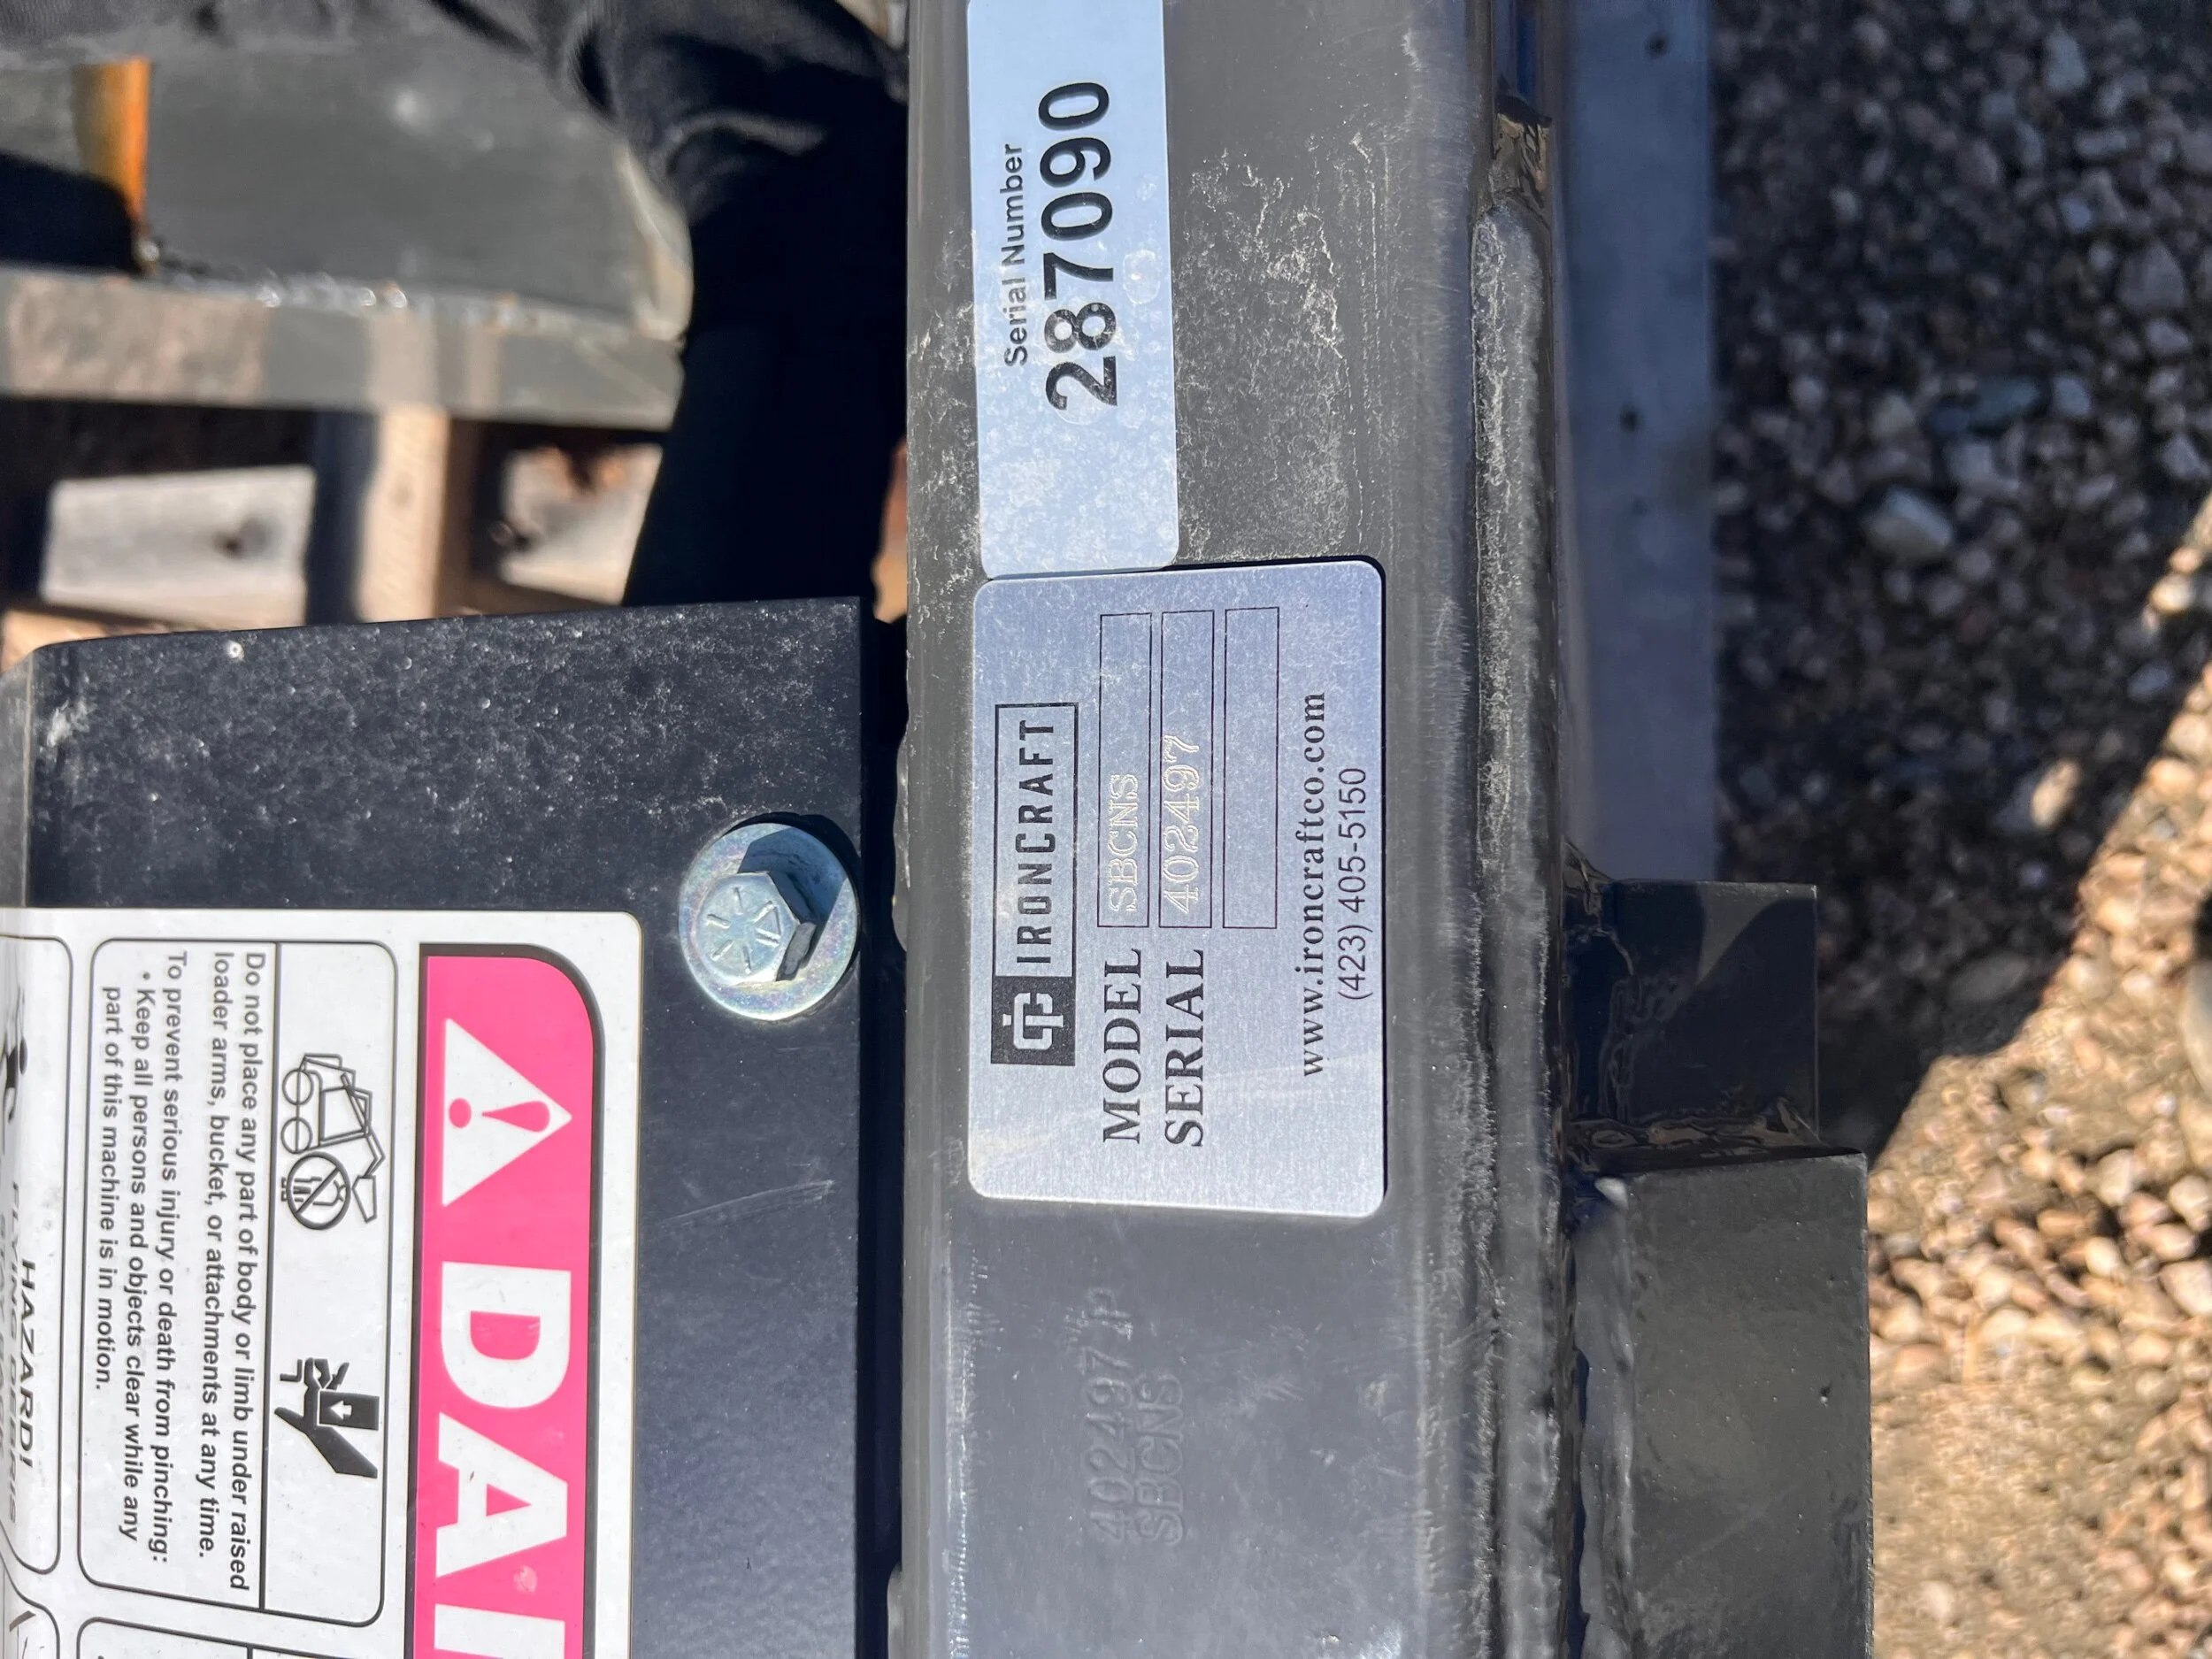 Serial Number
287090
IRONCRAFT
MODEL SBCNS
SERIAL 402497
www.ironcraftco.com
(423) 405-5150
402497 P
SBCNS
DAN
Do not place any part of body or limb under raised
loader arms, bucket, or attachments at any time.
To prevent serious injury or death from pinching:
• Keep all persons and objects clear while any
part of this machine is in motion.
HAZARD!
FLYING DEBRIS